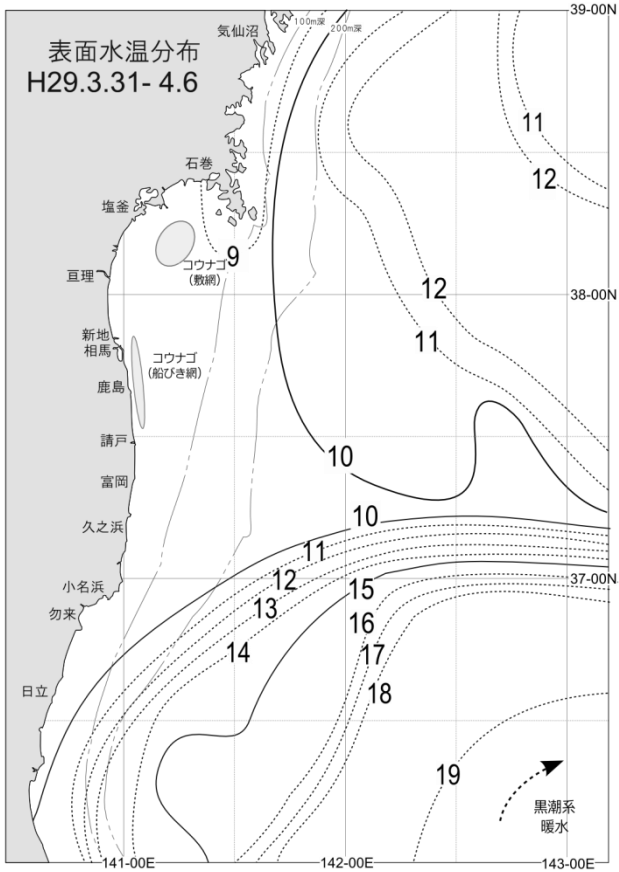 表面水温分布
H29.3.31- 4.6
気仙沼
100m深
200m深
39-00N
11
12
石巻
塩釜
9
コウナゴ
(敷網)
亘理
38-00N
12
11
新地
相馬
コウナゴ
(船びき網)
鹿島
請戸
10
富岡
10
久之浜
11
12
13
14
15
16
17
18
37-00N
小名浜
勿来
日立
19
黒潮系
暖水
141-00E
142-00E
143-00E